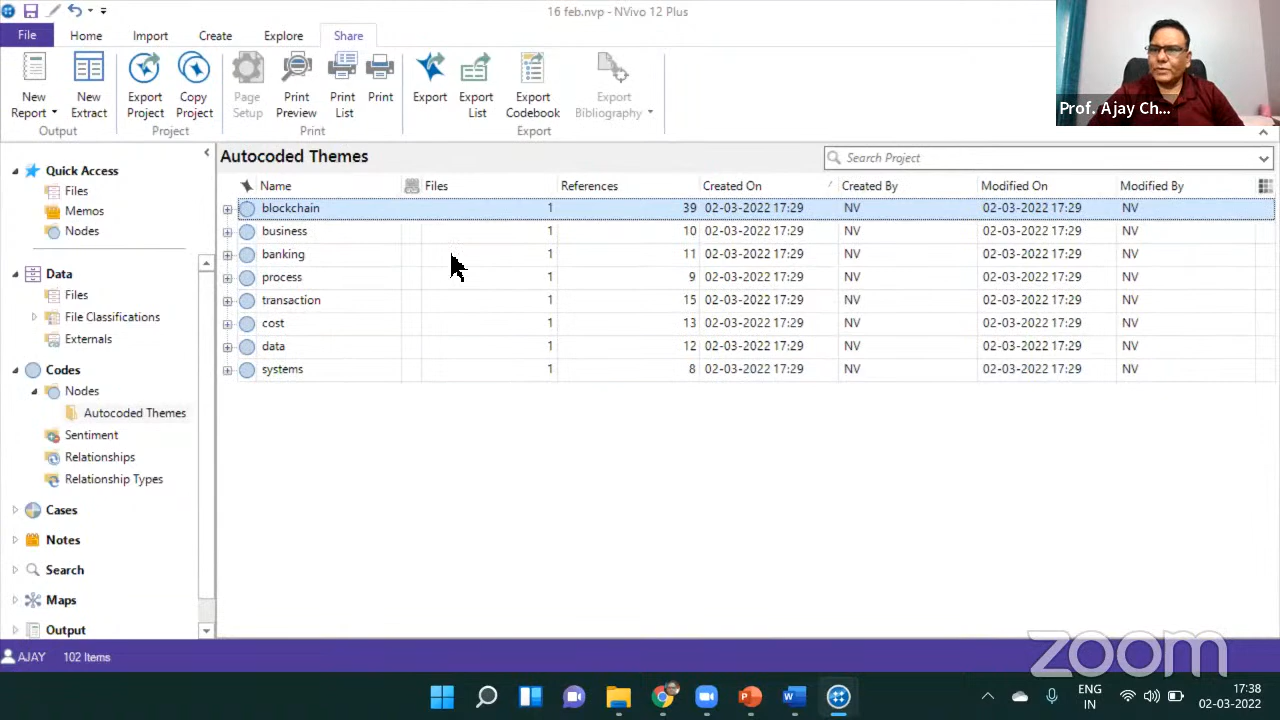 16 feb.nvp - NVivo 12 Plus
File Home Import Create Explore Share
New Report
New Extract
Output
Export Project
Copy Project
Project
Page Setup
Print Preview
Print List
Print
Print
Export
Export List
Export Codebook
Export Bibliography
Export
Prof. Ajay Ch...
Quick Access
Files
Memos
Nodes
Data
Files
File Classifications
Externals
Codes
Nodes
Autocoded Themes
Sentiment
Relationships
Relationship Types
Cases
Notes
Search
Maps
Output
Autocoded Themes
Search Project
Name Files References Created On Created By Modified On Modified By
blockchain 1 39 02-03-2022 17:29 NV 02-03-2022 17:29 NV
business 1 10 02-03-2022 17:29 NV 02-03-2022 17:29 NV
banking 1 11 02-03-2022 17:29 NV 02-03-2022 17:29 NV
process 1 9 02-03-2022 17:29 NV 02-03-2022 17:29 NV
transaction 1 15 02-03-2022 17:29 NV 02-03-2022 17:29 NV
cost 1 13 02-03-2022 17:29 NV 02-03-2022 17:29 NV
data 1 12 02-03-2022 17:29 NV 02-03-2022 17:29 NV
systems 1 8 02-03-2022 17:29 NV 02-03-2022 17:29 NV
AJAY 102 Items
zoom
ENG
IN
17:38
02-03-2022